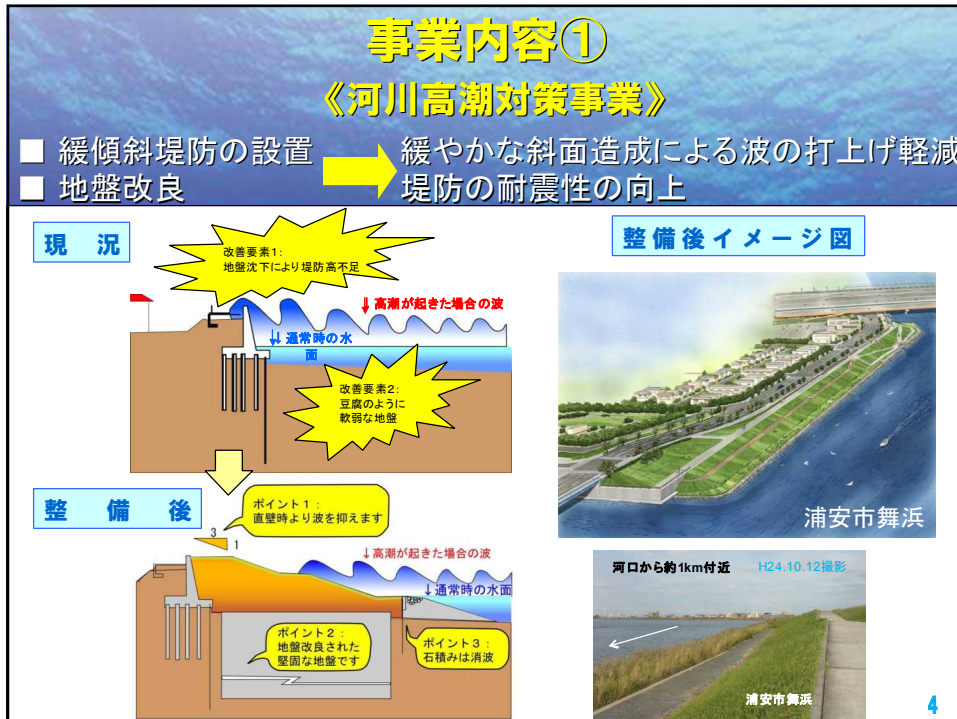 事業内容①
《河川高潮対策事業》
■ 緩傾斜堤防の設置
緩やかな斜面造成による波の打上げ軽減
■ 地盤改良
堤防の耐震性の向上
現 況
改善要素1:
地盤沈下により堤防高不足
↓高潮が起きた場合の波
↓↓通常時の水
面
改善要素2:
豆腐のように
軟弱な地盤
整 備 後
ポイント1:
直壁時より波を抑えます
3
1
↓高潮が起きた場合の波
↓通常時の水面
ポイント2:
地盤改良された
堅固な地盤です
ポイント3:
石積みは消波
整備後イメージ図
浦安市舞浜
河口から約1km付近
H24.10.12撮影
浦安市舞浜
4